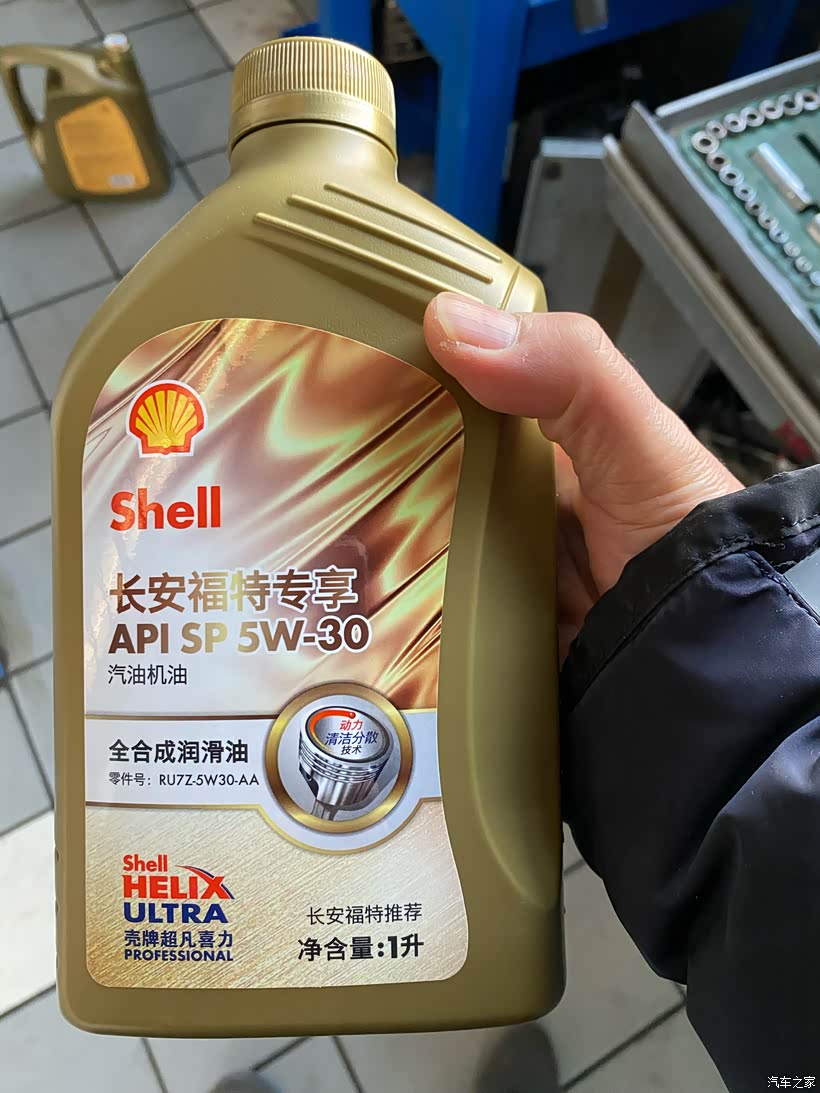 Shell
长安福特专享
API SP 5W-30
汽油机油
动力
清洁分散
技术
全合成润滑油
零件号：RU7Z-5W30-AA
Shell
HELIX
ULTRA
壳牌超凡喜力
PROFESSIONAL
长安福特推荐
净含量:1升
汽车之家